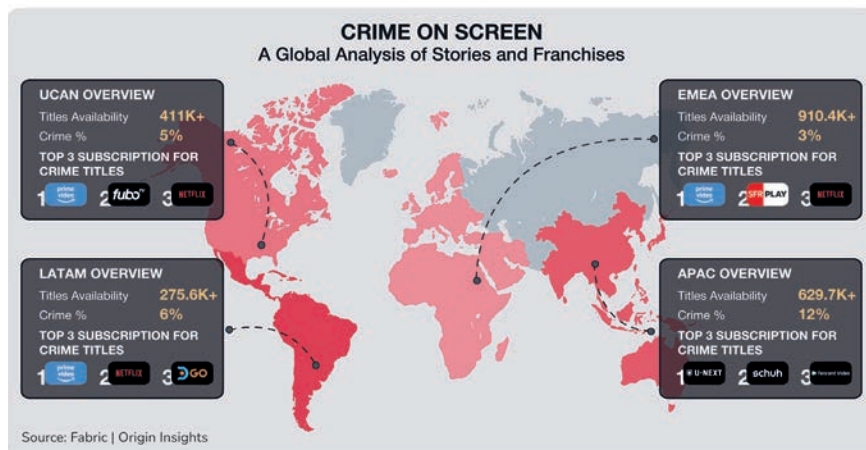 CRIME ON SCREEN
A Global Analysis of Stories and Franchises
UCAN OVERVIEW
Titles Availability 411K+
Crime % 5%
TOP 3 SUBSCRIPTION FOR
CRIME TITLES
1 prime video 2 fubo TV 3 NETFLIX
EMEA OVERVIEW
Titles Availability 910.4K+
Crime % 3%
TOP 3 SUBSCRIPTION FOR
CRIME TITLES
1 prime video 2 SFR PLAY 3 NETFLIX
LATAM OVERVIEW
Titles Availability 275.6K+
Crime % 6%
TOP 3 SUBSCRIPTION FOR
CRIME TITLES
1 prime video 2 NETFLIX 3 DGO
APAC OVERVIEW
Titles Availability 629.7K+
Crime % 12%
TOP 3 SUBSCRIPTION FOR
CRIME TITLES
1 U-NEXT 2 schuh 3 Tencent Video
Source: Fabric | Origin Insights